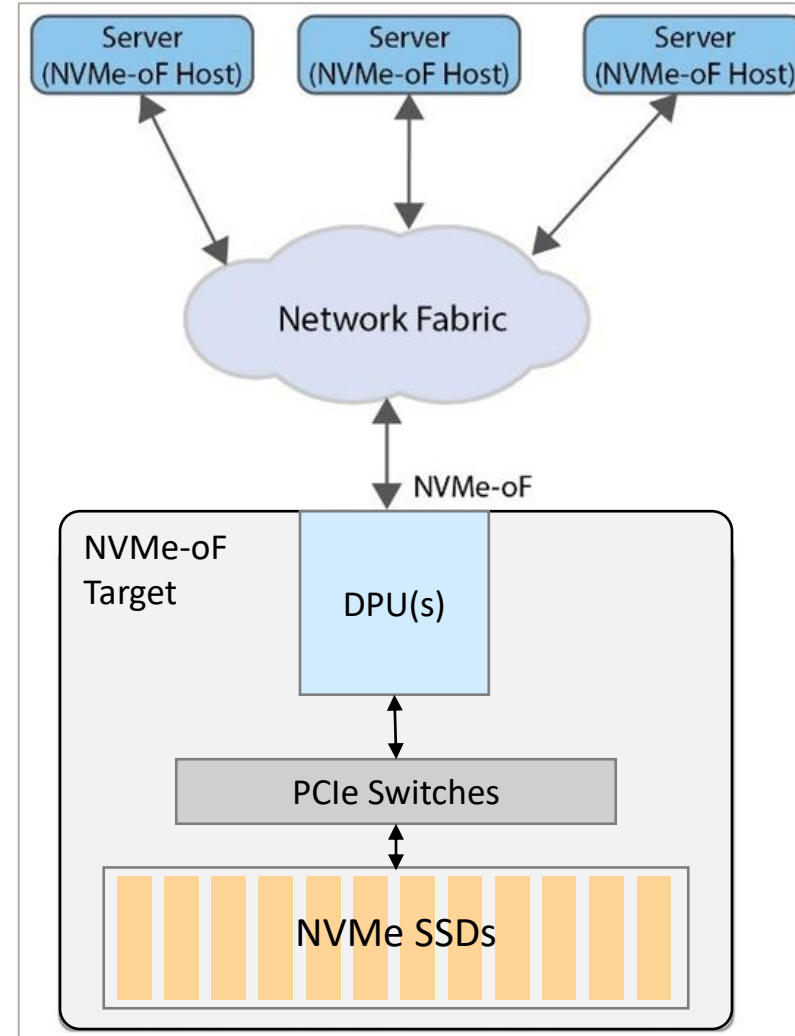 Server
(NVMe-oF Host)
Server
(NVMe-oF Host)
Server
(NVMe-oF Host)
Network Fabric
NVMe-oF
NVMe-oF
Target
DPU(s)
PCIe Switches
NVMe SSDs